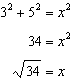 3² + 5² = x²
34 = x²
√34 = x